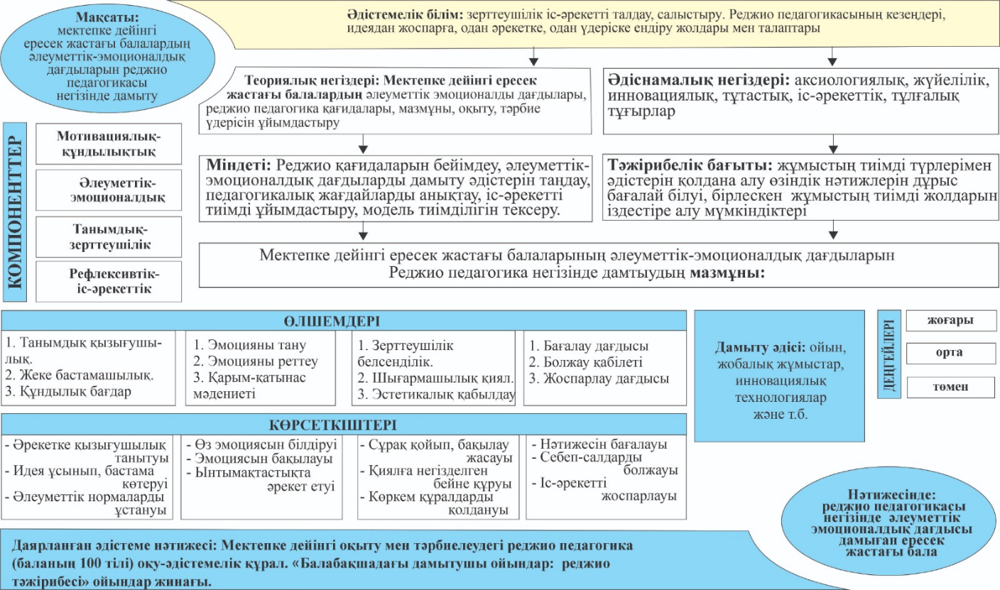 Мақсаты:
мектепке дейінгі
ересек жастағы балалардың
әлеуметтік-эмоционалдық
дағдыларын реджио
педагогикасы
негізінде дамыту
Әдістемелік білім: зерттеушілік іс-әрекетті талдау, салыстыру. Реджио педагогикасының кезеңдері,
идеядан жоспарға, одан әрекетке, одан үдеріске ендіру жолдары мен талаптары
Теориялық негіздері: Мектепке дейінгі ересек
жастағы балалардың әлеуметтік эмоционалды дағдылары,
реджио педагогика қағидалары, мазмұны, оқыту, тәрбие
үдерісін ұйымдастыру
Әдіснамалық негіздері: аксиологиялық, жүйелілік,
инновациялық, тұтастық, іс-әрекеттік, тұлғалық
тұғырлар
КОМПОНЕНТТЕР
Мотивациялық-
құндылықтық
Әлеуметтік-
эмоционалдық
Танымдық-
зерттеушілік
Рефлексивтік-
іс-әрекеттік
Міндеті: Реджио қағидаларын бейімдеу, әлеуметтік-
эмоционалдық дағдыларды дамыту әдістерін таңдау,
педагогикалық жағдайларды анықтау, іс-әрекетті
тиімді ұйымдастыру, модель тиімділігін тексеру.
Тәжірибелік бағыты: жұмыстың тиімді түрлерімен
әдістерін қолдана алу өзіндік нәтижлерін дұрыс
бағалай білуі, бірлескен жұмыстың тиімді жолдарын
іздестіре алу мүмкіндіктері
Мектепке дейінгі ересек жастағы балаларының әлеуметтік-эмоционалдық дағдыларын
Реджио педагогика негізінде дамтыудың мазмұны:
ӨЛШЕМДЕРІ
1. Танымдық қызығушы-
лық.
2. Жеке бастамашылық.
3. Құндылық бағдар
1. Эмоцияны тану
2. Эмоцияны реттеу
3. Қарым-қатынас
мәдениеті
1. Зерттеушілік
белсенділік.
2. Шығармашылық қиял.
3. Эстетикалық қабылдау
1. Бағалау дағдысы
2. Болжау қабілеті
3. Жоспарлау дағдысы
Дамыту әдісі: ойын,
жобалық жұмыстар,
инновациялық
технологиялар
және т.б.
ДЕҢГЕЙЛЕРІ
жоғары
орта
төмен
КӨРСЕТКІШТЕРІ
- Әрекетке қызығушылық
танытуы
- Идея ұсынып, бастама
көтеруі
- Әлеуметтік нормаларды
ұстануы
- Өз эмоциясын білдіруі
- Эмоциясын бақылауы
- Ынтымақтастықта
әрекет етуі
- Сұрақ қойып, бақылау
жасауы
- Қиялға негізделген
бейне құруы
- Көркем құралдарды
қолдануы
- Нәтижесін бағалауы
- Себеп-салдарды
болжауы
- Іс-әрекетті
жоспарлауы
Нәтижесінде:
реджио педагогикасы
негізінде әлеуметтік
эмоционалдық дағдысы
дамыған ересек
жастағы бала
Даярланған әдістеме нәтижесі: Мектепке дейінгі оқыту мен тәрбиелеудегі реджио педагогика
(баланың 100 тілі) оқу-әдістемелік құрал. «Балабақшадағы дамытушы ойындар: реджио
тәжірибесі» ойындар жинағы.